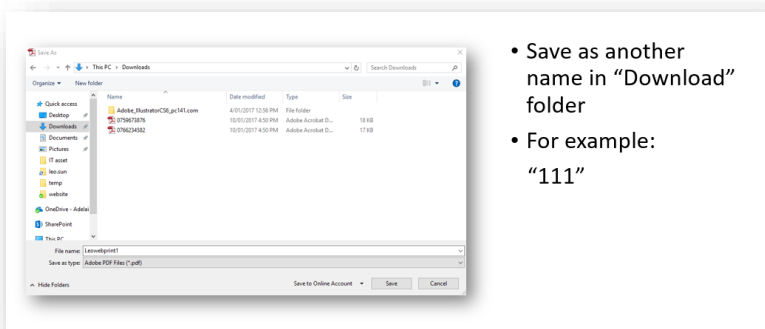 Save As
This PC › Downloads
Search Downloads
Organize
New folder
Name
Date modified
Type
Size
Quick access
Desktop
Downloads
Documents
Pictures
IT asset
leo.sun
temp
website
OneDrive - Adelai
SharePoint
This PC
Adobe_IllustratorCS6_pc141.com
4/01/2017 12:56 PM
File folder
0759673876
10/01/2017 4:50 PM
Adobe Acrobat D...
18 KB
0766234582
10/01/2017 4:50 PM
Adobe Acrobat D...
17 KB
File name:
Leowebprint1
Save as type:
Adobe PDF Files (*.pdf)
Hide Folders
Save to Online Account
Save
Cancel
• Save as another
name in “Download”
folder
• For example:
“111”